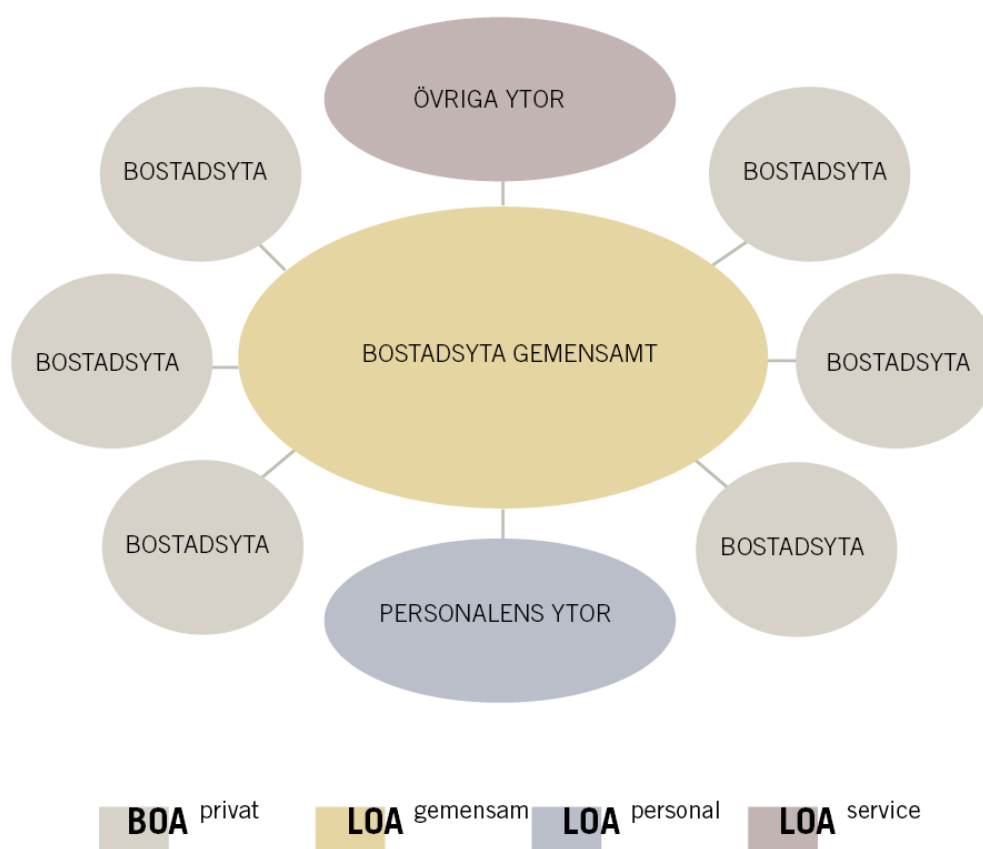 ÖVRIGA YTOR
BOSTADSYTA
BOSTADSYTA
BOSTADSYTA GEMENSAMT
BOSTADSYTA
BOSTADSYTA
BOSTADSYTA
BOSTADSYTA
PERSONALENS YTOR
BOA privat
LOA gemensam
LOA personal
LOA service